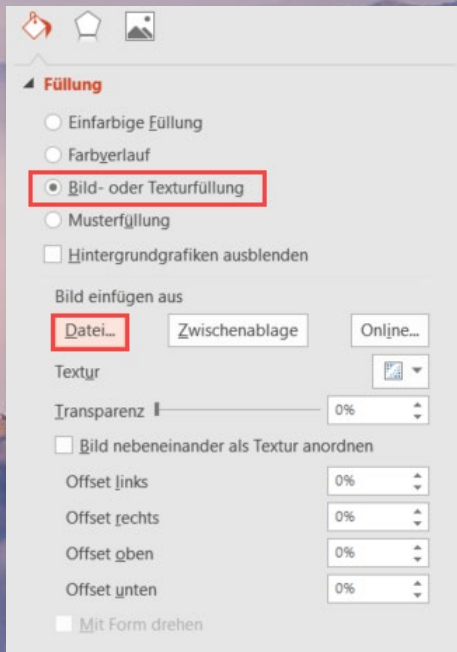 Füllung
Einfarbige Füllung
Farbverlauf
Bild- oder Texturfüllung
Musterfüllung
Hintergrundgrafiken ausblenden
Bild einfügen aus
Datei... Zwischenablage Online...
Textur
Transparenz 0%
Bild nebeneinander als Textur anordnen
Offset links 0%
Offset rechts 0%
Offset oben 0%
Offset unten 0%
Mit Form drehen